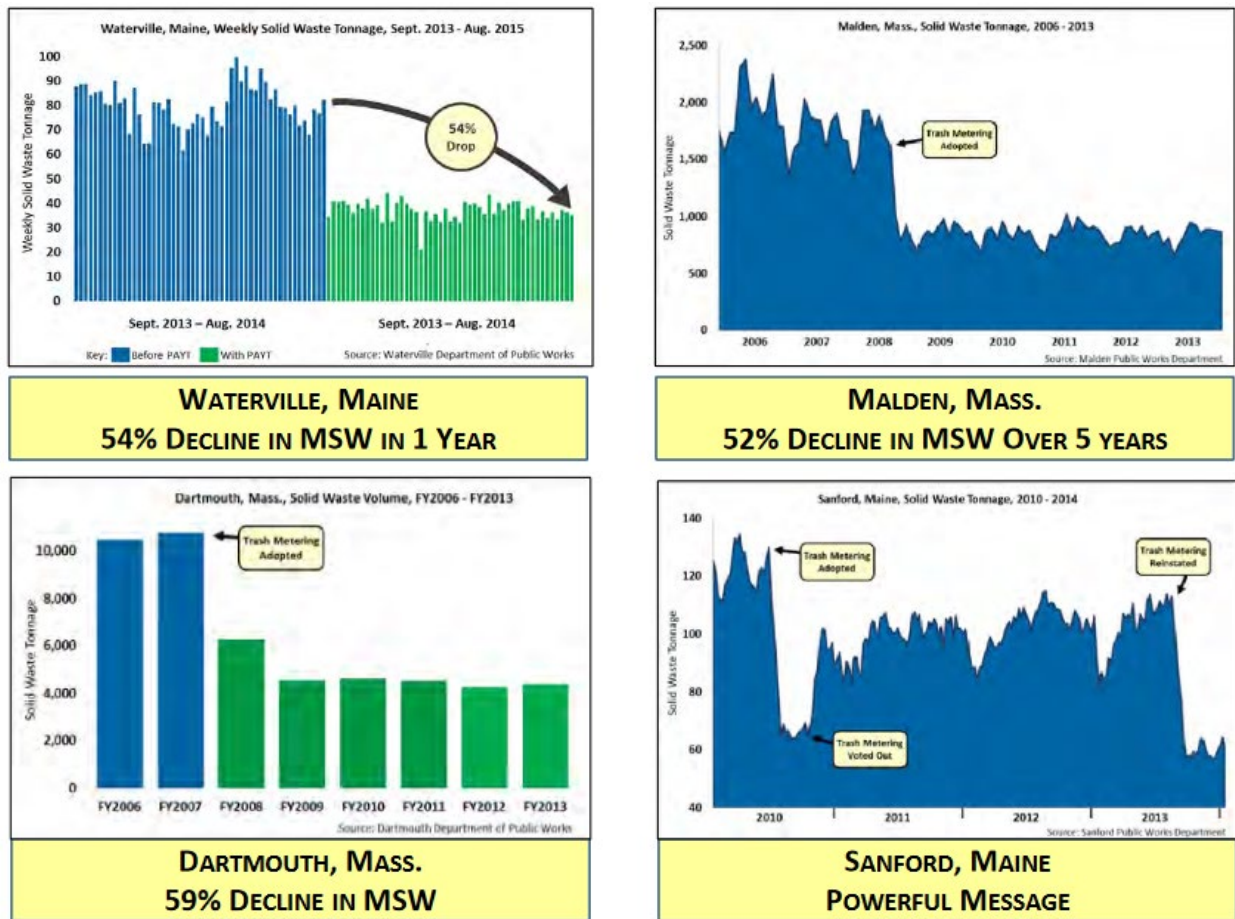 Waterville, Maine, Weekly Solid Waste Tonnage, Sept. 2013 - Aug. 2015
Weekly Solid Waste Tonnage
100
90
80
70
60
50
40
30
20
10
0
54%
Drop
Sept. 2013 – Aug. 2014
Sept. 2013 – Aug. 2014
Key: Before PAYT With PAYT
Source: Waterville Department of Public Works
WATERVILLE, MAINE
54% DECLINE IN MSW IN 1 YEAR
Malden, Mass., Solid Waste Tonnage, 2006 - 2013
Solid Waste Tonnage
2,500
2,000
1,500
1,000
500
0
Trash Metering
Adopted
2006 2007 2008 2009 2010 2011 2012 2013
Source: Malden Public Works Department
MALDEN, MASS.
52% DECLINE IN MSW OVER 5 YEARS
Dartmouth, Mass., Solid Waste Volume, FY2006 - FY2013
Solid Waste Tonnage
10,000
8,000
6,000
4,000
2,000
0
Trash Metering
Adopted
FY2006 FY2007 FY2008 FY2009 FY2010 FY2011 FY2012 FY2013
Source: Dartmouth Department of Public Works
DARTMOUTH, MASS.
59% DECLINE IN MSW
Sanford, Maine, Solid Waste Tonnage, 2010 - 2014
Solid Waste Tonnage
140
120
100
80
60
40
Trash Metering
Adopted
Trash Metering
Voted Out
Trash Metering
Reinstated
2010 2011 2012 2013
Source: Sanford Public Works Department
SANFORD, MAINE
POWERFUL MESSAGE